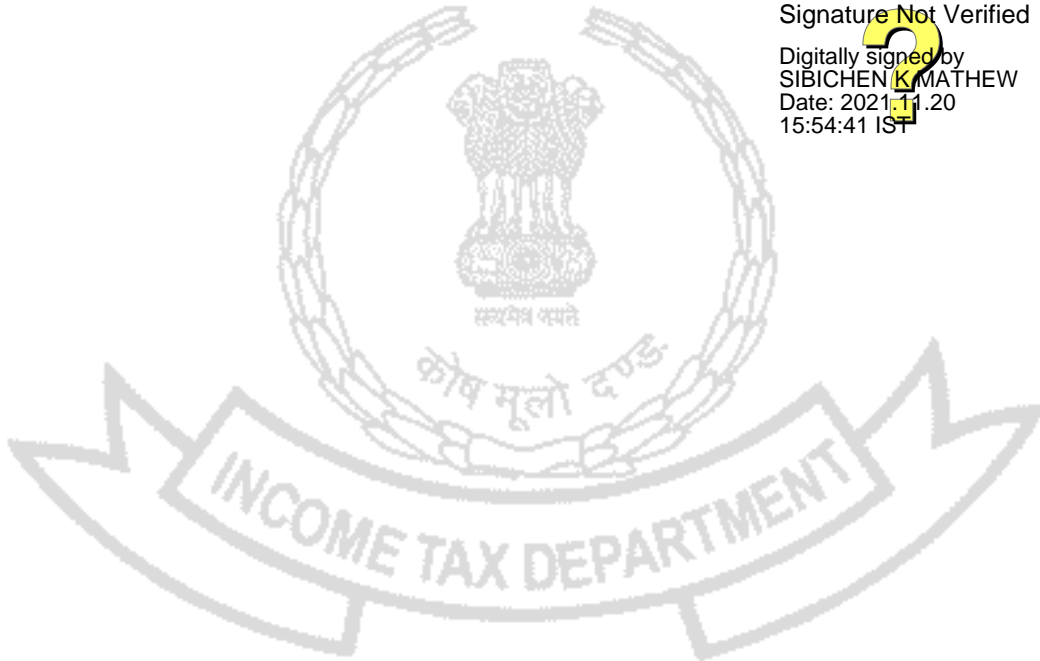 Signature Not Verified
Digitally signed by
SIBICHEN K MATHEW
Date: 2021.11.20
15:54:41 IST
सत्यमेव जयते
कोष मूलो दण्ड:
INCOME TAX DEPARTMENT